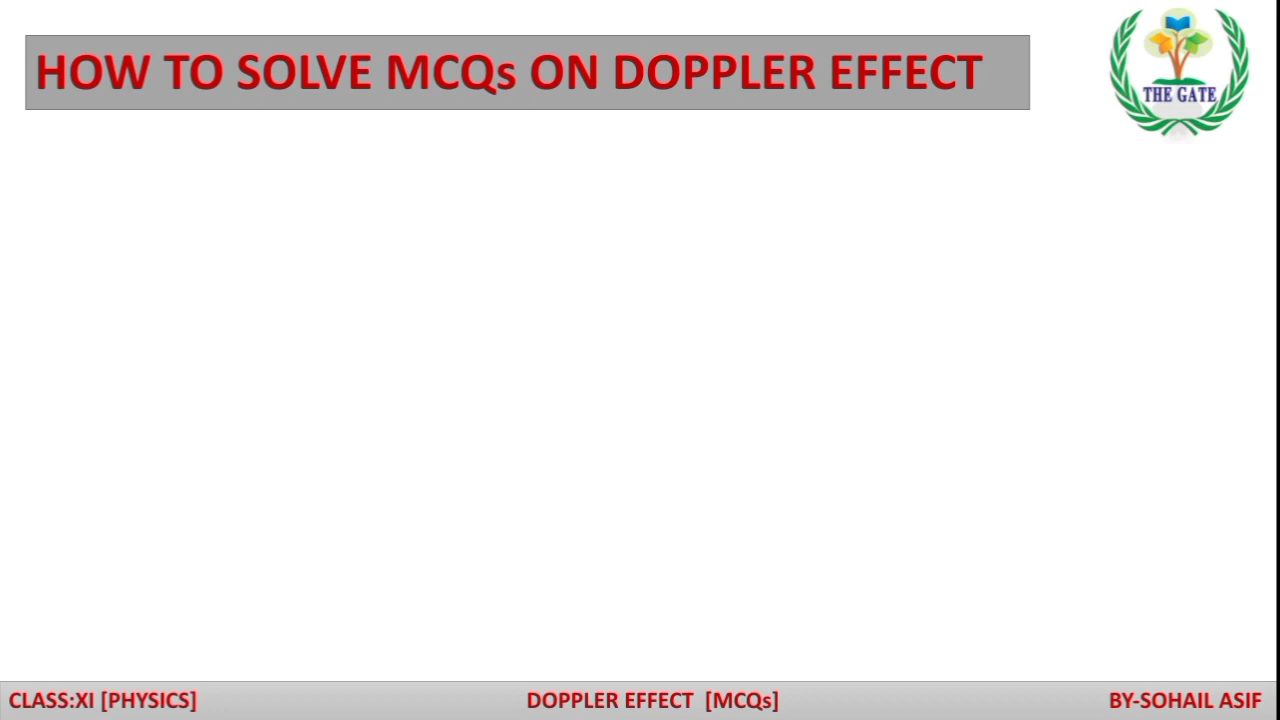 HOW TO SOLVE MCQs ON DOPPLER EFFECT
THE GATE
CLASS:XI [PHYSICS]
DOPPLER EFFECT [MCQs]
BY-SOHAIL ASIF